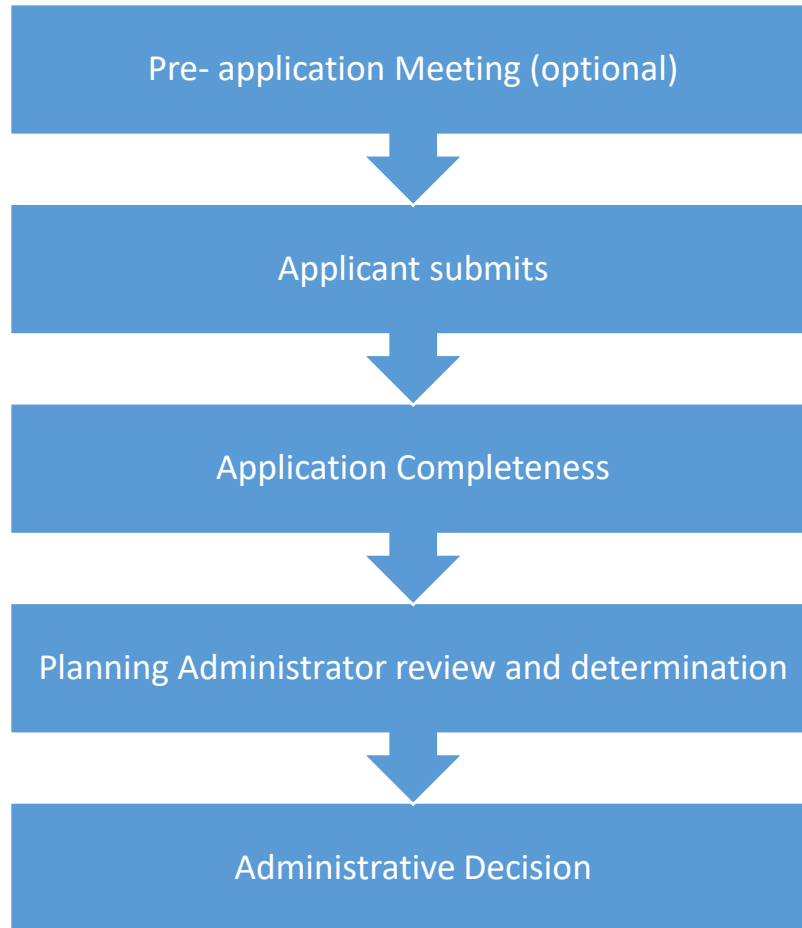 Pre- application Meeting (optional)
Applicant submits
Application Completeness
Planning Administrator review and determination
Administrative Decision